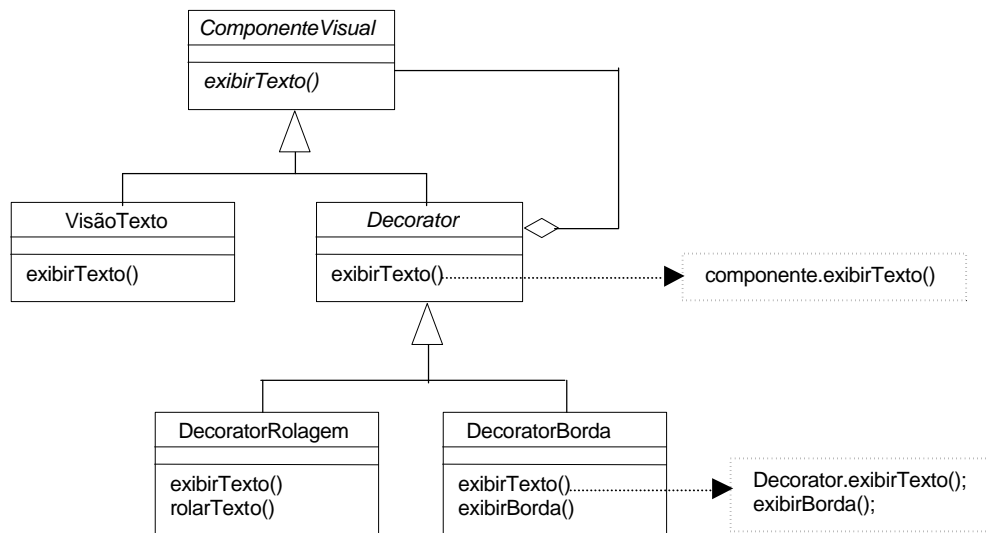 ComponenteVisual
exibirTexto()
VisãoTexto
exibirTexto()
Decorator
exibirTexto()
componente.exibirTexto()
DecoratorRolagem
exibirTexto()
rolarTexto()
DecoratorBorda
exibirTexto()
exibirBorda()
Decorator.exibirTexto();
exibirBorda();